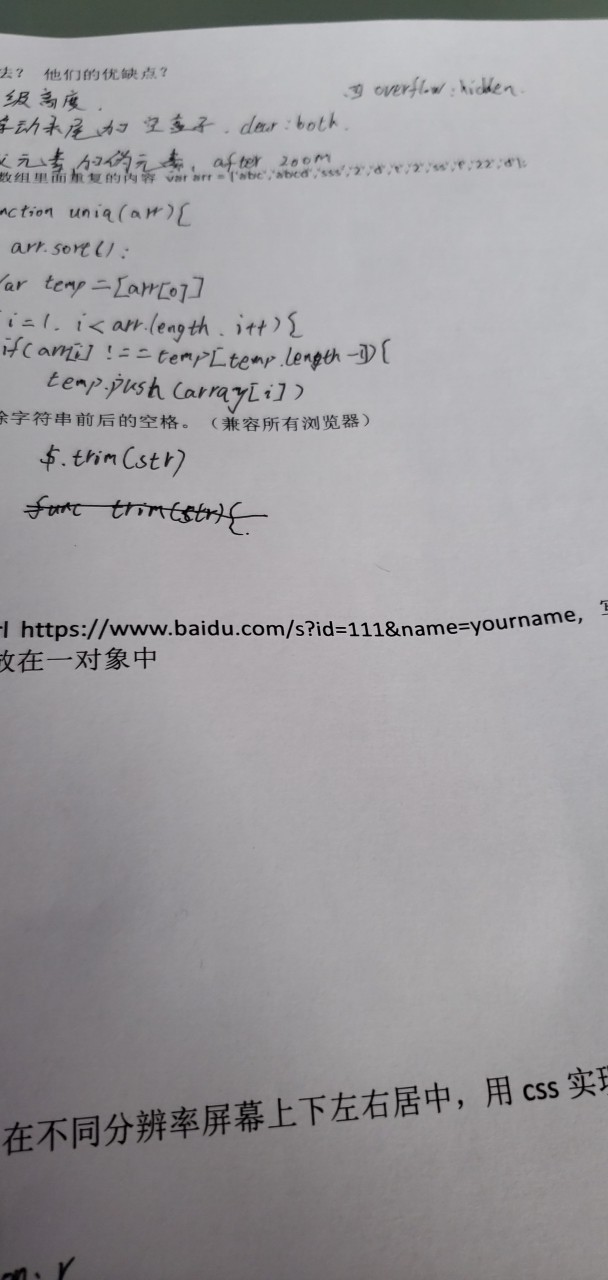 法? 他们的优缺点?
级高度.
③ overflow:hidden.
浮动末尾加空盒子. clear:both.
父元素加伪元素, after zoom
数组里面重复的内容 var arr = ['abc','abcd','sss','2','d','t','2','ss','f','22','d'];
nction uniq(arr){
arr.sort();
Var temp=[arr[0]]
i=1. i<arr.length. i++){
if(arr[i] !== temp[temp.length-1]){
temp.push(array[i])
除字符串前后的空格。（兼容所有浏览器）
$.trim(str)
func trim(str){
rl https://www.baidu.com/s?id=111&name=yourname, 写
放在一对象中
在不同分辨率屏幕上下左右居中，用 css 实现